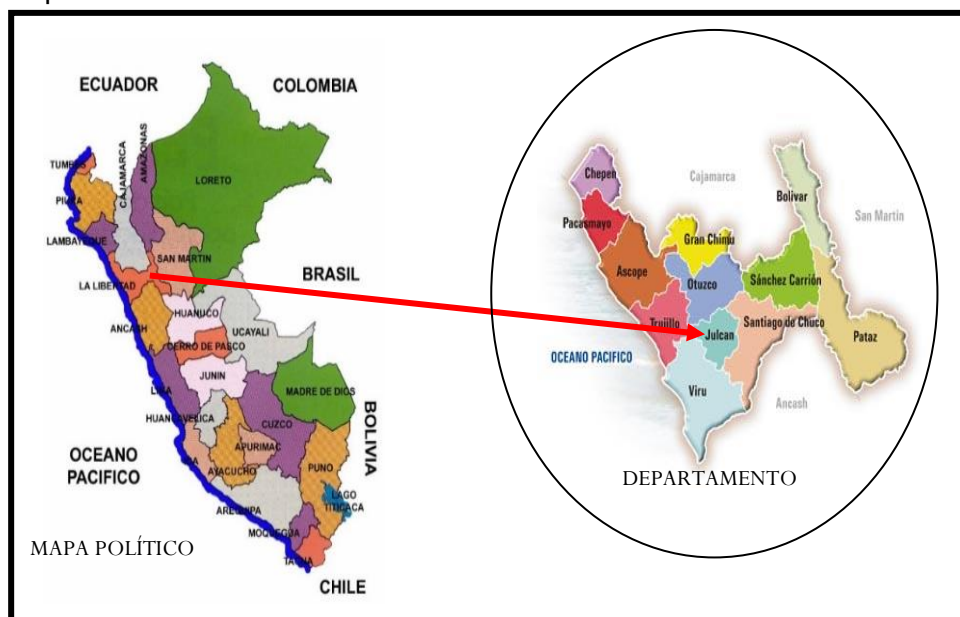 ECUADOR
COLOMBIA
TUMBES
PIURA
CAJAMARCA
AMAZONAS
LORETO
LAMBAYEQUE
SAN MARTIN
BRASIL
LA LIBERTAD
HUANUCO
ANCASH
UCAYALI
CERRO DE PASCO
JUNIN
LIMA
MADRE DE DIOS
HUANCAVELICA
CUZCO
BOLIVIA
OCEANO
PACIFICO
ICA
APURIMAC
AYACUCHO
PUNO
LAGO
TITICACA
AREQUIPA
MOQUEGUA
MAPA POLÍTICO
TACNA
CHILE
Chepen
Cajamarca
Bolivar
San Martín
Pacasmayo
Gran Chimu
Ascope
Otuzco
Sánchez Carrión
Trujillo
Julcan
Santiago de Chuco
Pataz
OCEANO PACIFICO
Viru
Ancash
DEPARTAMENTO